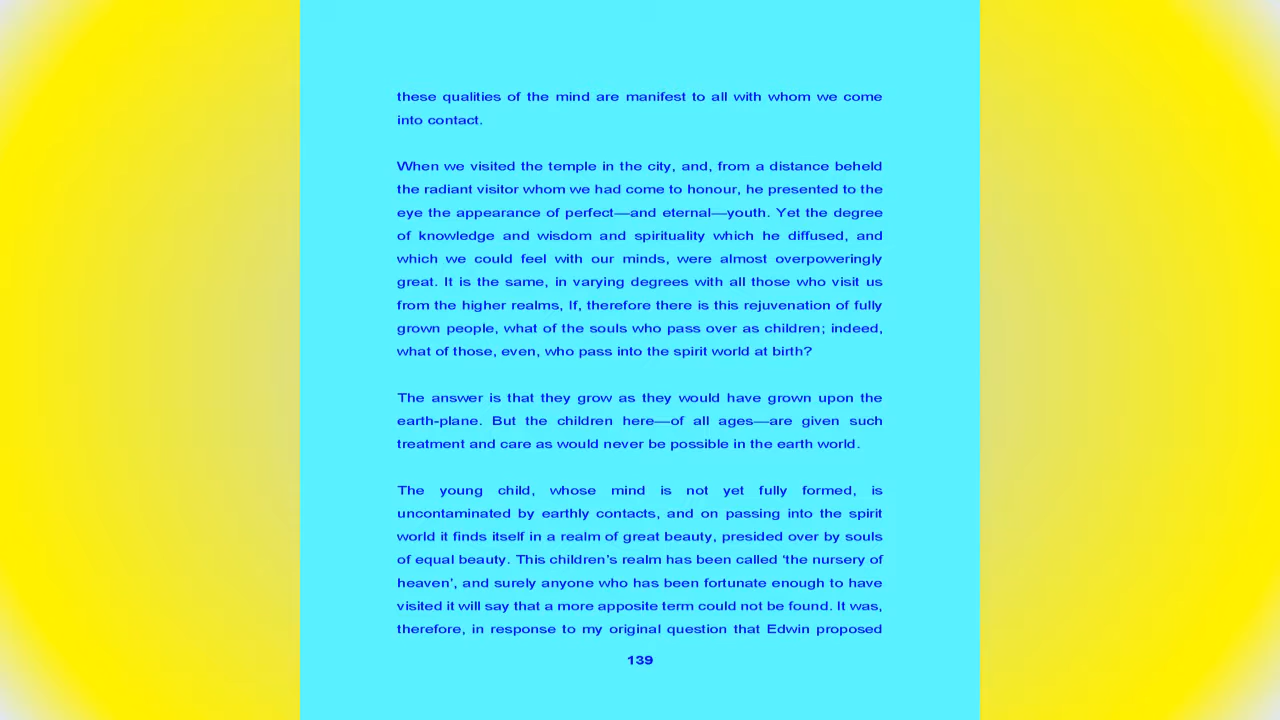 these qualities of the mind are manifest to all with whom we come
into contact.
When we visited the temple in the city, and, from a distance beheld
the radiant visitor whom we had come to honour, he presented to the
eye the appearance of perfect—and eternal—youth. Yet the degree
of knowledge and wisdom and spirituality which he diffused, and
which we could feel with our minds, were almost overpoweringly
great. It is the same, in varying degrees with all those who visit us
from the higher realms, If, therefore there is this rejuvenation of fully
grown people, what of the souls who pass over as children; indeed,
what of those, even, who pass into the spirit world at birth?
The answer is that they grow as they would have grown upon the
earth-plane. But the children here—of all ages—are given such
treatment and care as would never be possible in the earth world.
The young child, whose mind is not yet fully formed, is
uncontaminated by earthly contacts, and on passing into the spirit
world it finds itself in a realm of great beauty, presided over by souls
of equal beauty. This children’s realm has been called ‘the nursery of
heaven’, and surely anyone who has been fortunate enough to have
visited it will say that a more apposite term could not be found. It was,
therefore, in response to my original question that Edwin proposed
139